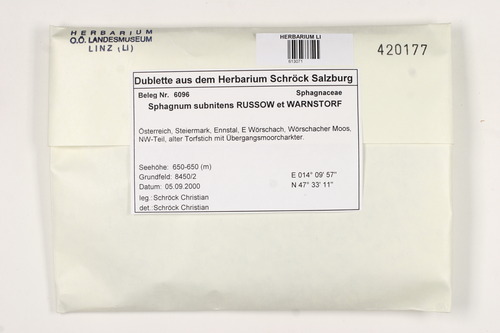 HERBARIUM
O.Ö. LANDESMUSEUM
LINZ (LI)
HERBARIUM LI
613071
420177
Dublette aus dem Herbarium Schröck Salzburg
Beleg Nr. 6096 Sphagnaceae
Sphagnum subnitens RUSSOW et WARNSTORF
Österreich, Steiermark, Ennstal, E Wörschach, Wörschacher Moos,
NW-Teil, alter Torfstich mit Übergangsmoorcharkter.
Seehöhe: 650-650 (m) E 014° 09' 57"
Grundfeld: 8450/2 N 47° 33' 11"
Datum: 05.09.2000
leg.: Schröck Christian
det.: Schröck Christian